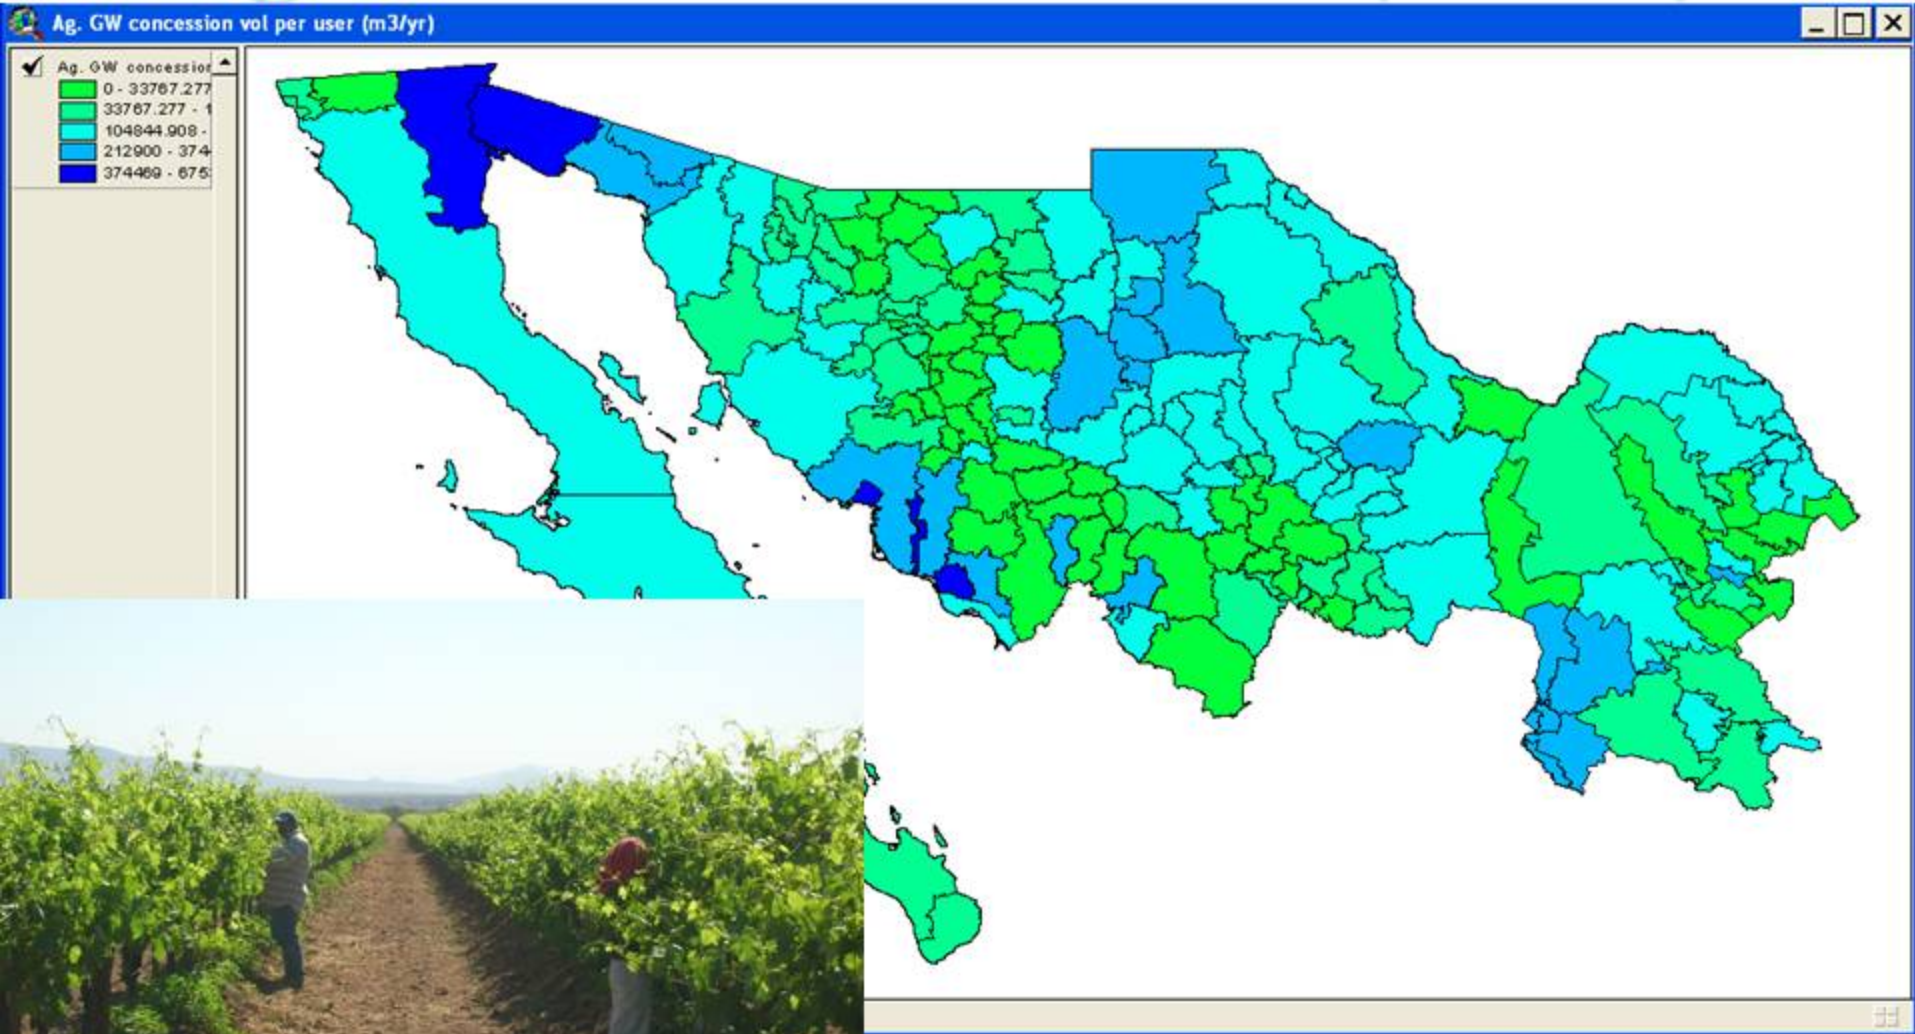 Ag. GW concession vol per user (m3/yr)
Ag. GW concession
0 - 33767.277
33767.277 - 1
104844.908 -
212900 - 374
374469 - 675